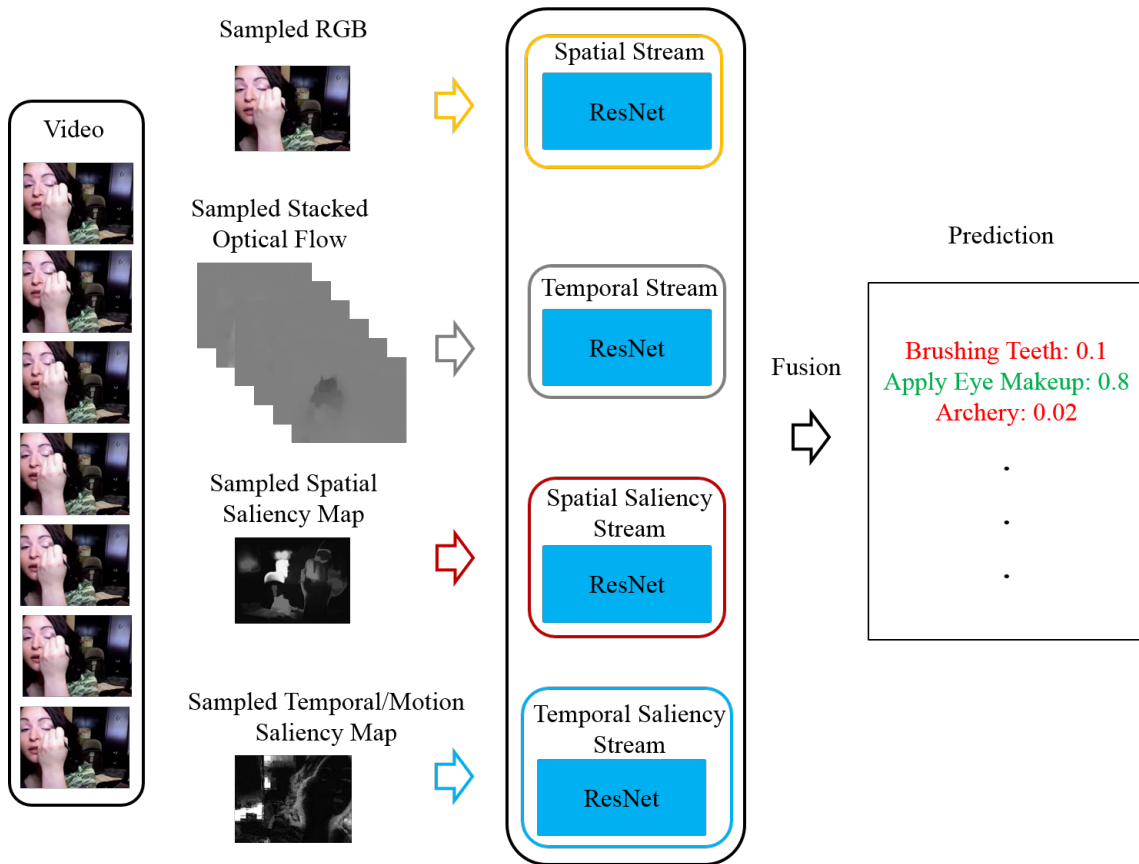 Video
Sampled RGB
Sampled Stacked
Optical Flow
Sampled Spatial
Saliency Map
Sampled Temporal/Motion
Saliency Map
Spatial Stream
ResNet
Temporal Stream
ResNet
Spatial Saliency
Stream
ResNet
Temporal Saliency
Stream
ResNet
Fusion
Prediction
Brushing Teeth: 0.1
Apply Eye Makeup: 0.8
Archery: 0.02
.
.
.